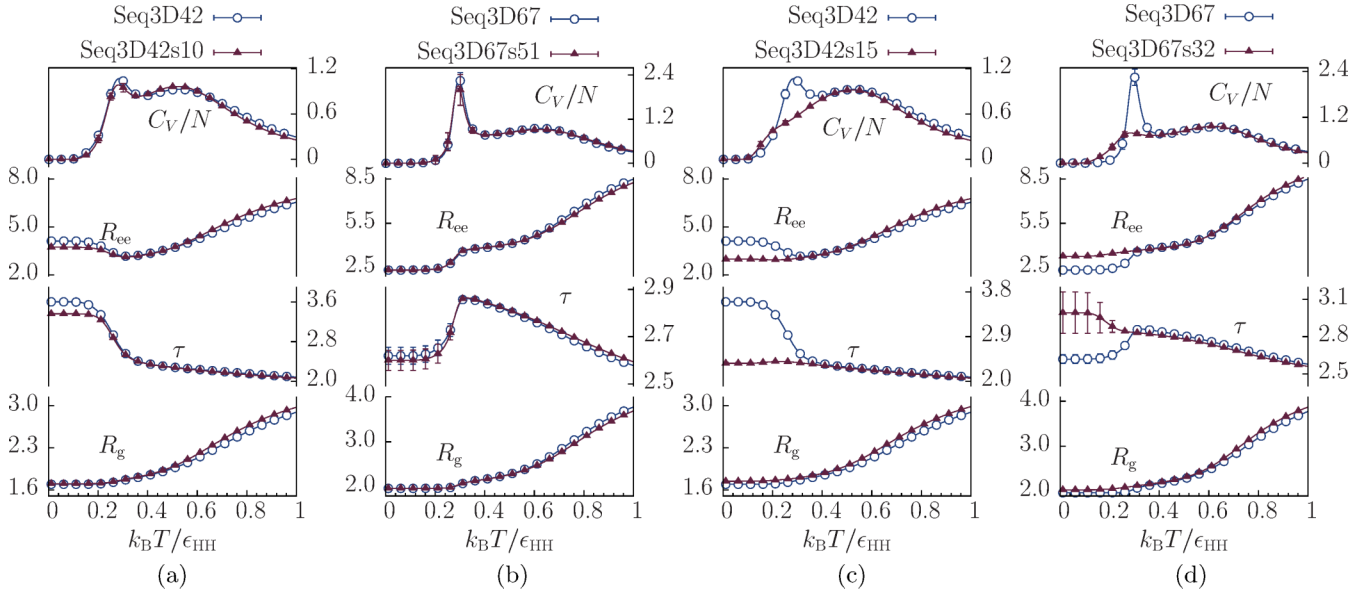 Seq3D42
Seq3D42s10
C_V/N
1.2
0.6
0
R_ee
8.5
5.0
2.0
τ
3.6
2.8
2.0
R_g
3.0
2.3
1.6
0 0.2 0.4 0.6 0.8 1
k_BT/ϵ_HH
(a)
Seq3D67
Seq3D67s51
C_V/N
2.4
1.2
0
R_ee
8.5
5.5
2.5
τ
2.9
2.7
2.5
R_g
4.0
3.0
2.0
0 0.2 0.4 0.6 0.8 1
k_BT/ϵ_HH
(b)
Seq3D42
Seq3D42s15
C_V/N
1.2
0.6
0
R_ee
8.0
5.0
2.0
τ
3.8
2.9
2.0
R_g
3.0
2.3
1.6
0 0.2 0.4 0.6 0.8 1
k_BT/ϵ_HH
(c)
Seq3D67
Seq3D67s32
C_V/N
2.4
1.2
0
R_ee
8.5
5.5
2.5
τ
3.1
2.8
2.5
R_g
4.0
3.0
2.0
0 0.2 0.4 0.6 0.8 1
k_BT/ϵ_HH
(d)